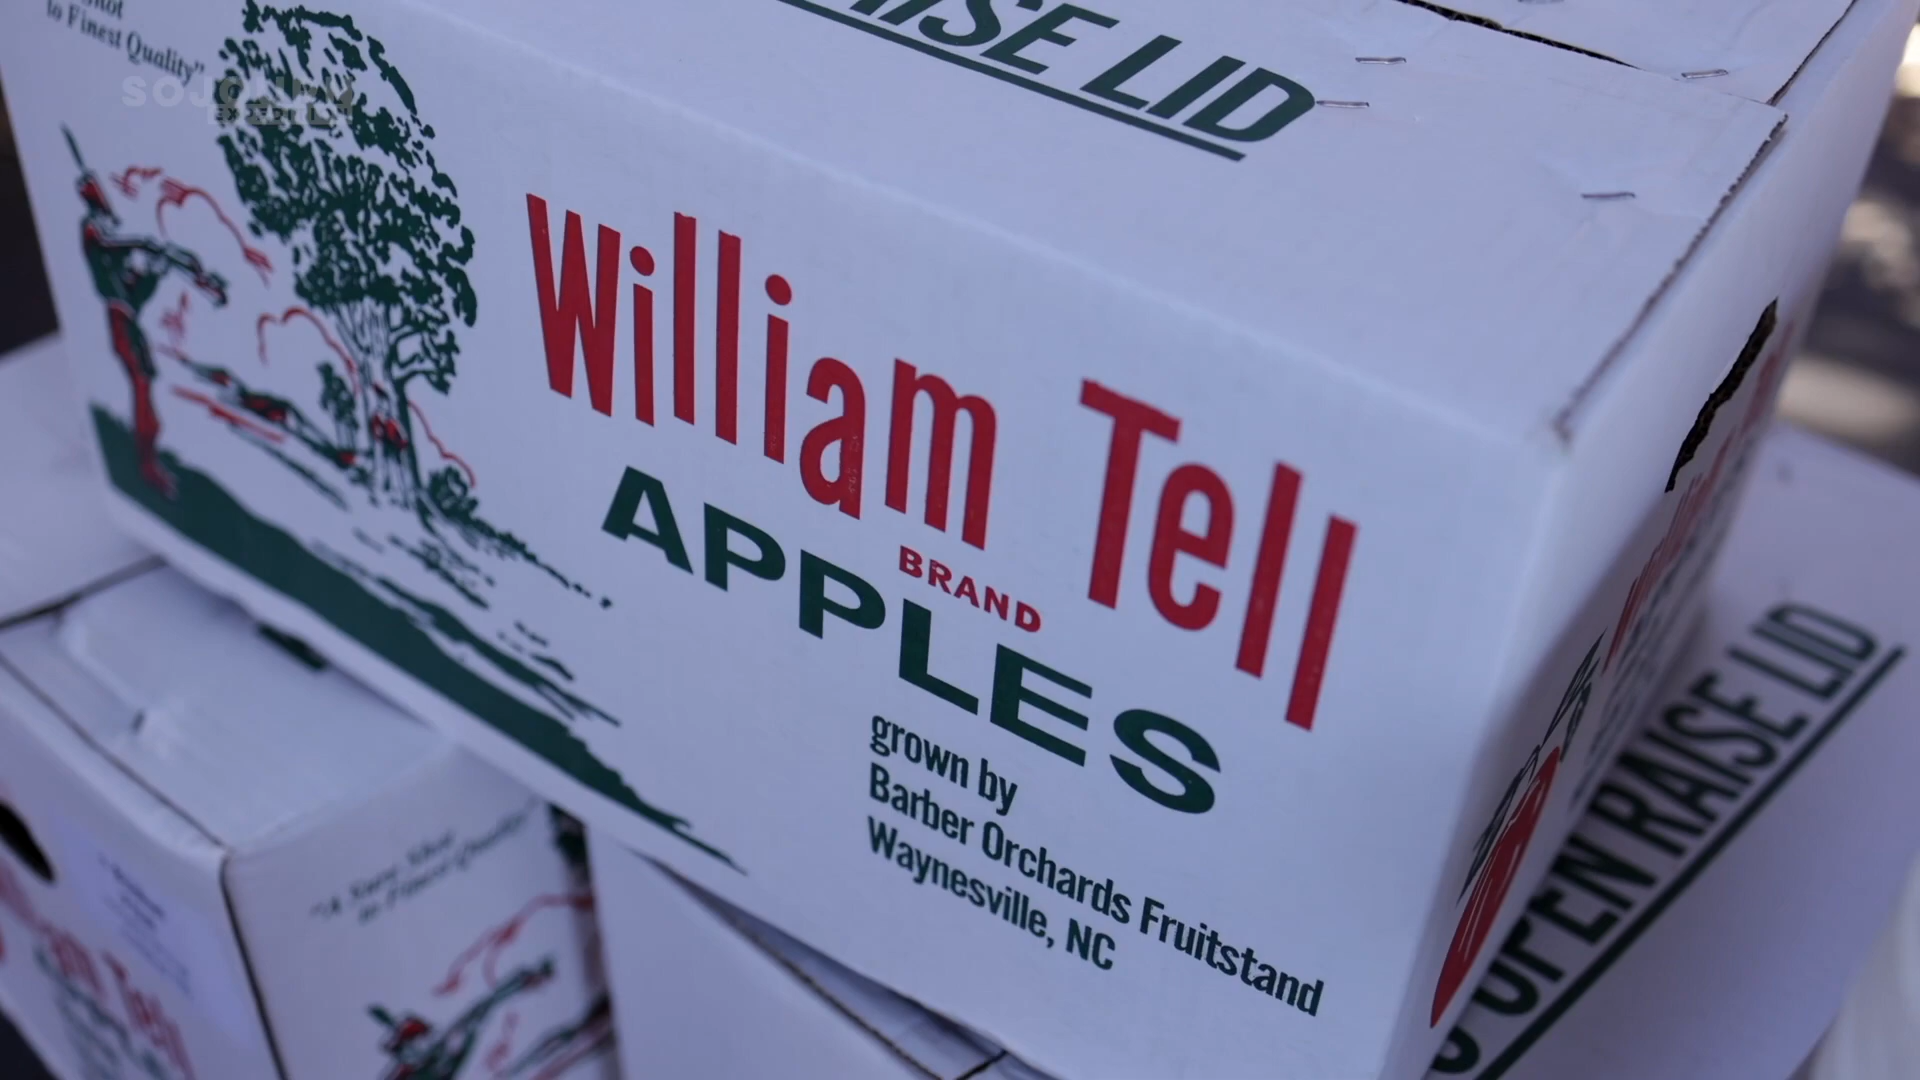 to Finest Quality"
RAISE LID
William Tell
BRAND
APPLES
grown by
Barber Orchards Fruitstand
Waynesville, NC
OPEN RAISE LID
"A Sure Shot
to Finest Quality"
Tell